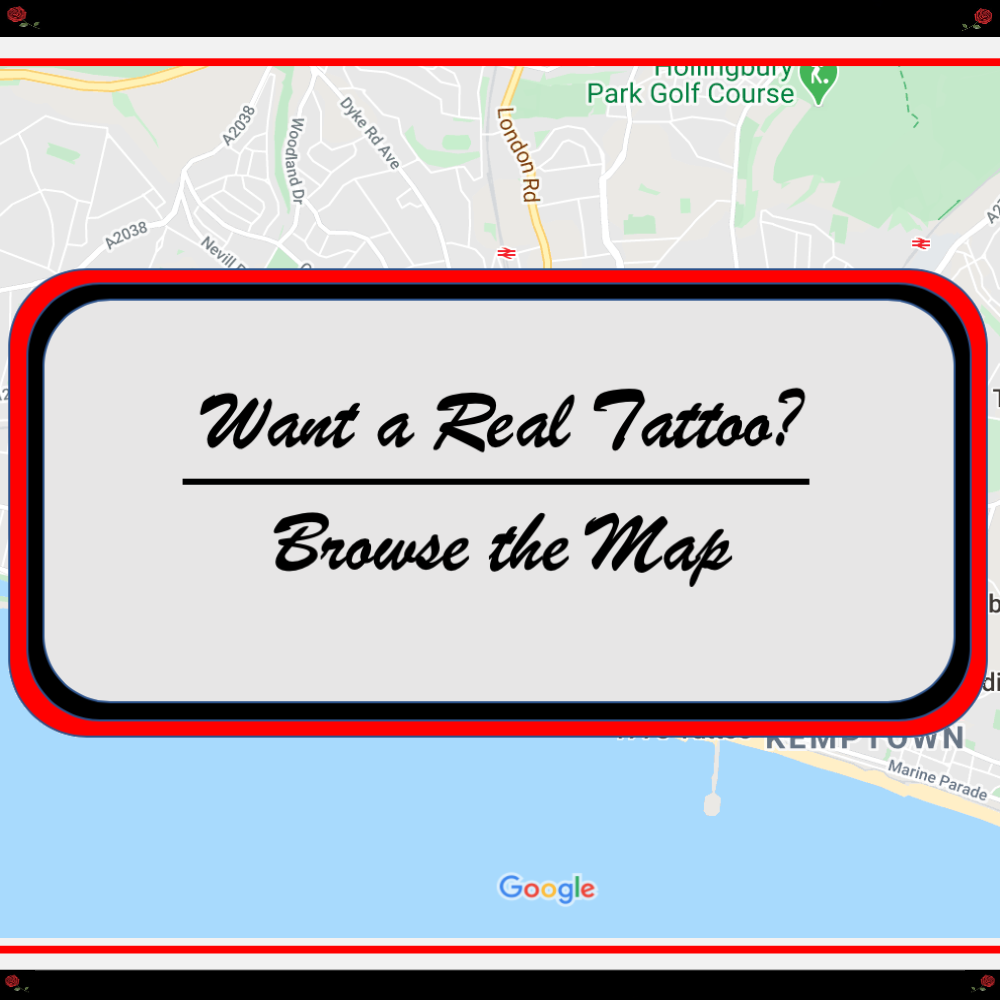 Hollingbury
Park Golf Course
A2038
Woodland Dr
Dyke Rd Ave
London Rd
A2038
Nevill
Want a Real Tattoo?
Browse the Map
KEMPTOWN
Marine Parade
Google